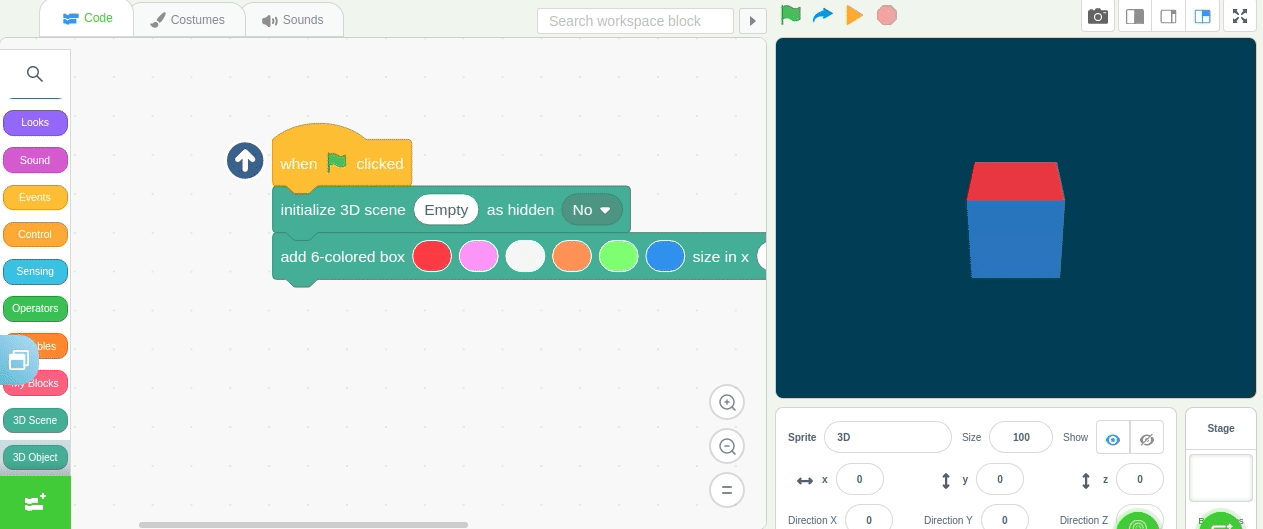 Code
Costumes
Sounds
Search workspace block
Looks
Sound
Events
Control
Sensing
Operators
bles
My Blocks
3D Scene
3D Object
when clicked
initialize 3D scene Empty as hidden No
add 6-colored box size in x
Sprite 3D Size 100 Show
x 0 y 0 z 0
Direction X 0 Direction Y 0 Direction Z
Stage